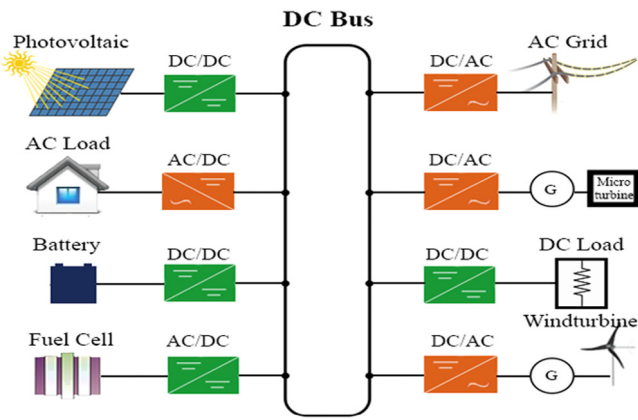 DC Bus
Photovoltaic
DC/DC
DC/AC
AC Grid
AC Load
AC/DC
DC/AC
G
Micro
turbine
Battery
DC/DC
DC/DC
DC Load
Fuel Cell
AC/DC
DC/AC
G
Windturbine